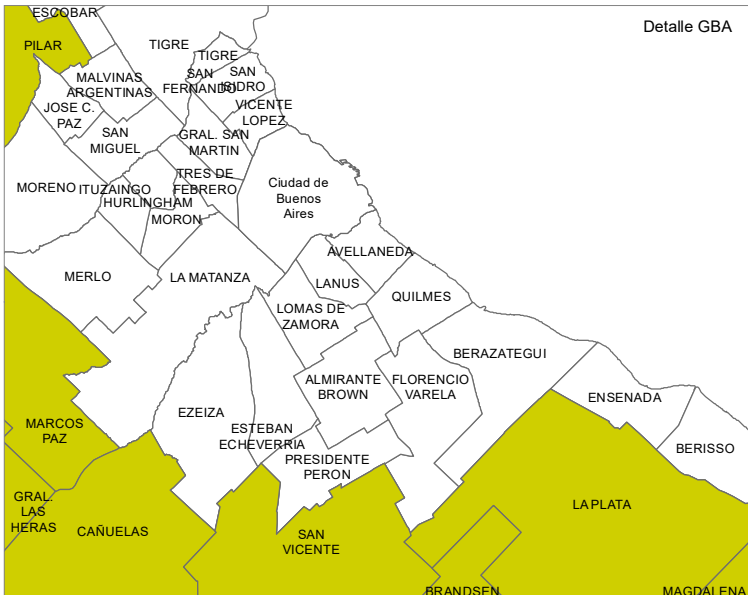 Detalle GBA
ESCOBAR
PILAR
TIGRE
TIGRE
MALVINAS
ARGENTINAS
SAN
FERNANDO
SAN
ISIDRO
JOSE C.
PAZ
VICENTE
LOPEZ
SAN
MIGUEL
GRAL. SAN
MARTIN
MORENO
ITUZAINGO
HURLINGHAM
TRES DE
FEBRERO
MORON
Ciudad de
Buenos
Aires
MERLO
LA MATANZA
AVELLANEDA
LANUS
QUILMES
LOMAS DE
ZAMORA
BERAZATEGUI
ALMIRANTE
BROWN
FLORENCIO
VARELA
ENSENADA
BERISSO
MARCOS
PAZ
EZEIZA
ESTEBAN
ECHEVERRIA
PRESIDENTE
PERON
GRAL.
LAS
HERAS
CAÑUELAS
SAN
VICENTE
LA PLATA
BRANDSEN
MAGDALENA